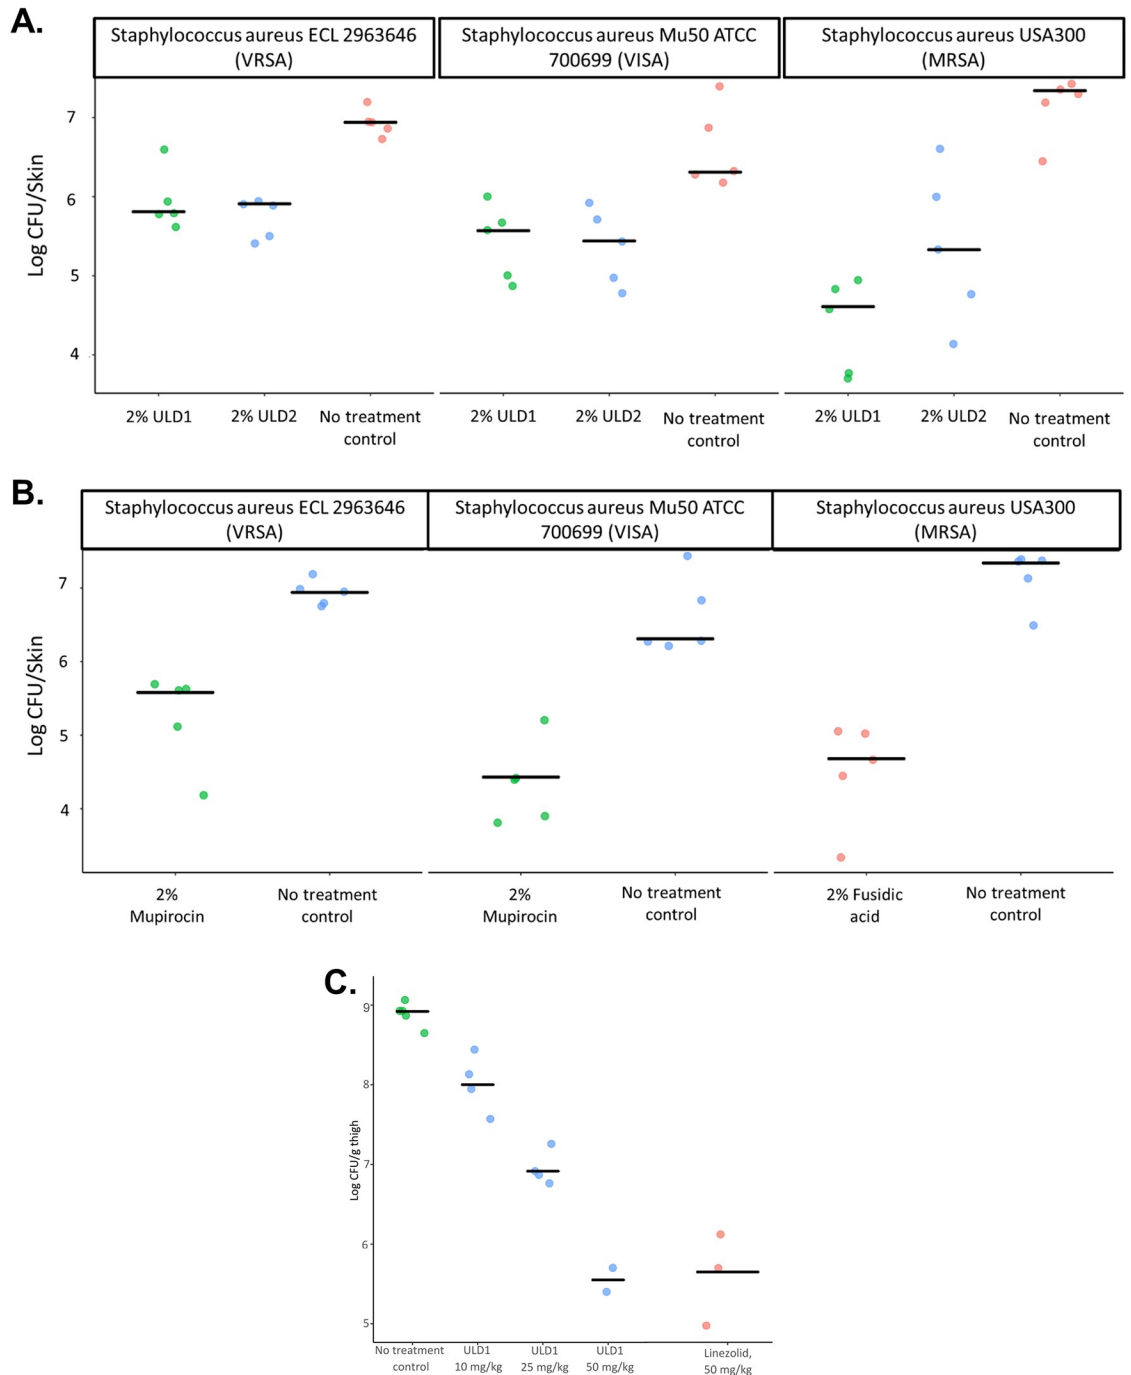 A.
Staphylococcus aureus ECL 2963646
(VRSA)
Staphylococcus aureus Mu50 ATCC
700699 (VISA)
Staphylococcus aureus USA300
(MRSA)
Log CFU/Skin
7
6
5
4
2% ULD1
2% ULD2
No treatment
control
2% ULD1
2% ULD2
No treatment
control
2% ULD1
2% ULD2
No treatment
control
B.
Staphylococcus aureus ECL 2963646
(VRSA)
Staphylococcus aureus Mu50 ATCC
700699 (VISA)
Staphylococcus aureus USA300
(MRSA)
Log CFU/Skin
7
6
5
4
2%
Mupirocin
No treatment
control
2%
Mupirocin
No treatment
control
2% Fusidic
acid
No treatment
control
C.
Log CFU/g thigh
9
8
7
6
5
No treatment
control
ULD1
10 mg/kg
ULD1
25 mg/kg
ULD1
50 mg/kg
Linezolid,
50 mg/kg